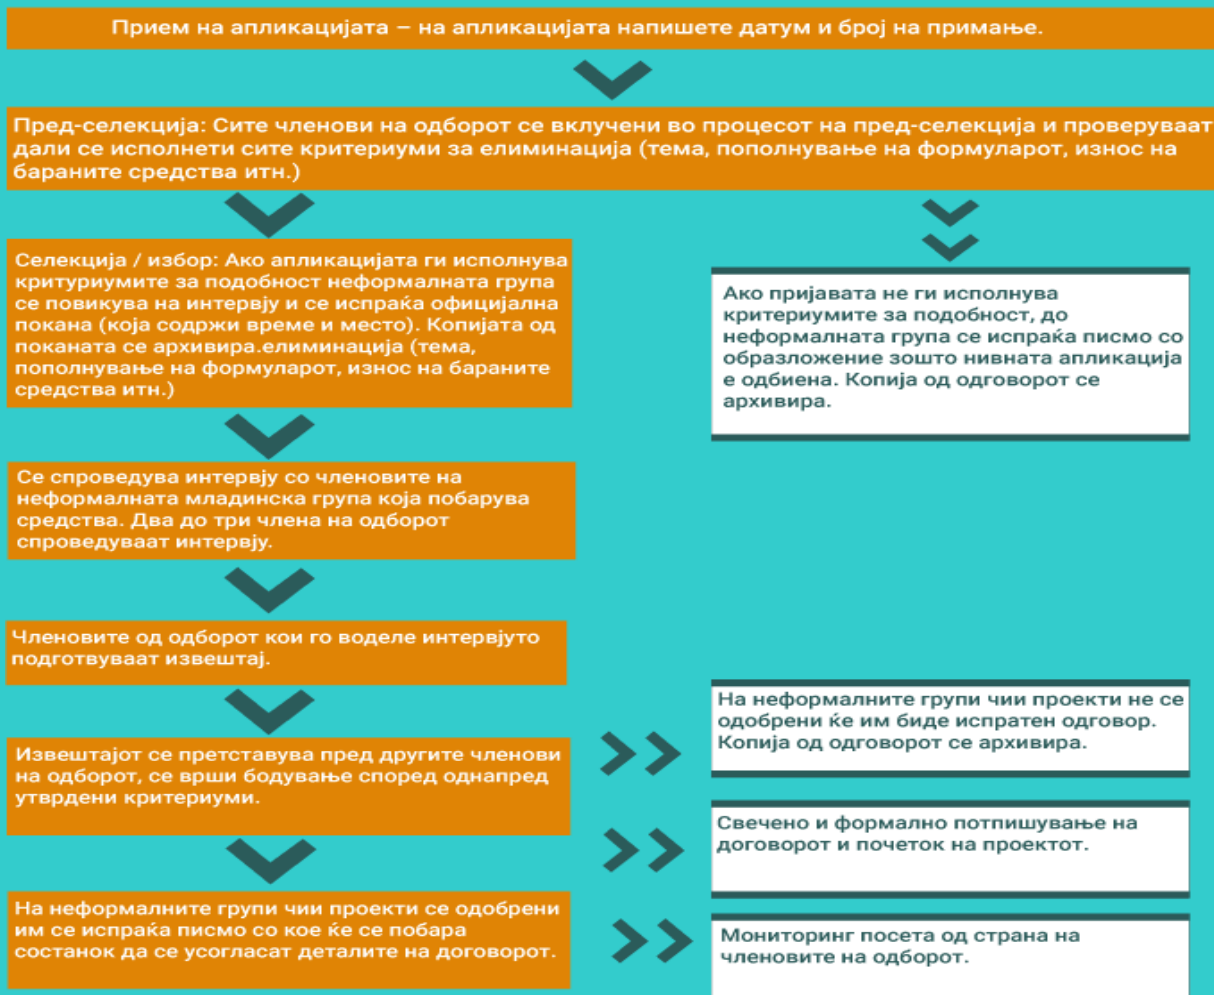 Прием на апликацијата – на апликацијата напишете датум и број на примање.
Пред-селекција: Сите членови на одборот се вклучени во процесот на пред-селекција и проверуваат
дали се исполнети сите критериуми за елиминација (тема, пополнување на формуларот, износ на
бараните средства итн.)
Селекција / избор: Ако апликацијата ги исполнува
критуриумите за подобност неформалната група
се повикува на интервју и се испраќа официјална
покана (која содржи време и место). Копијата од
поканата се архивира.елиминација (тема,
пополнување на формуларот, износ на бараните
средства итн.)
Ако пријавата не ги исполнува
критериумите за подобност, до
неформалната група се испраќа писмо со
образложение зошто нивната апликација
е одбиена. Копија од одговорот се
архивира.
Се спроведува интервју со членовите на
неформалната младинска група која побарува
средства. Два до три члена на одборот
спроведуваат интервју.
Членовите од одборот кои го воделе интервјуто
подготвуваат извештај.
Извештајот се претставува пред другите членови
на одборот, се врши бодување според однапред
утврдени критериуми.
На неформалните групи чии проекти не се
одобрени ќе им биде испратен одговор.
Копија од одговорот се архивира.
Свечено и формално потпишување на
договорот и почеток на проектот.
На неформалните групи чии проекти се одобрени
им се испраќа писмо со кое ќе се побара
состанок да се усогласат деталите на договорот.
Мониторинг посета од страна на
членовите на одборот.